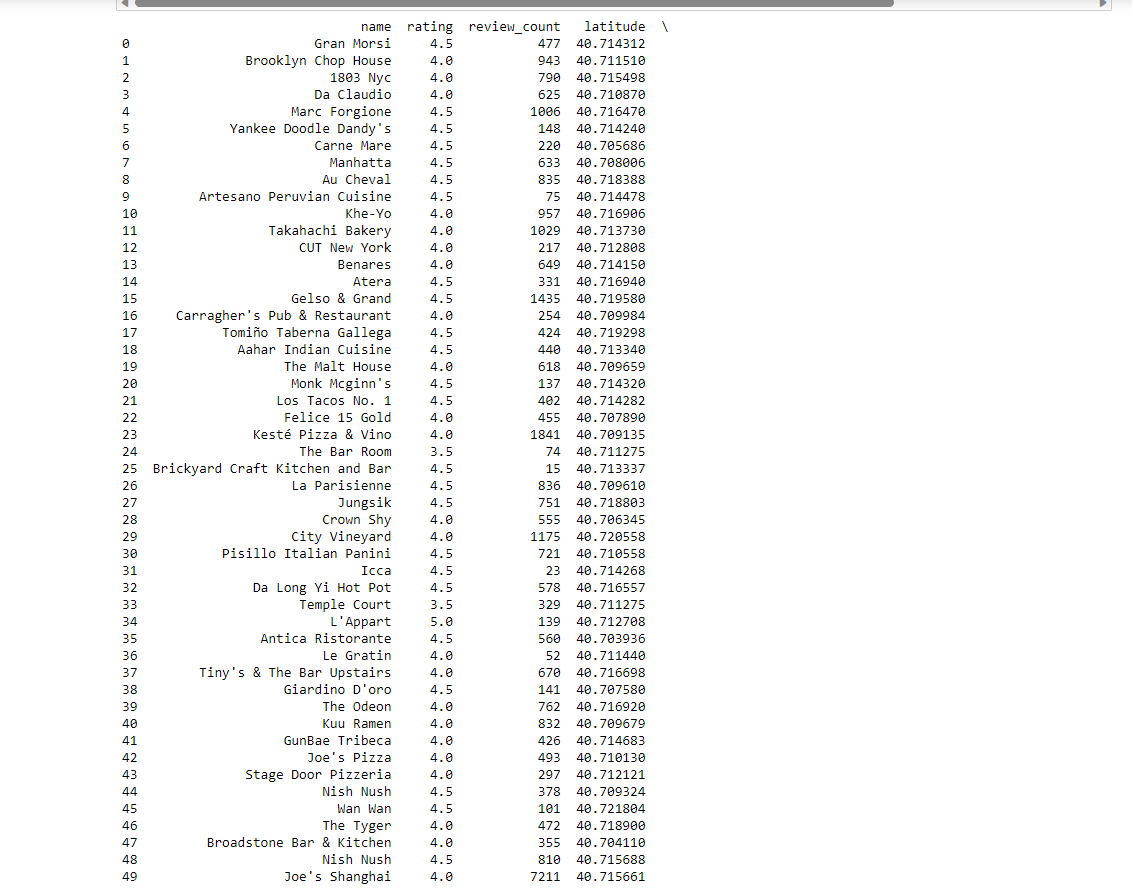 name rating review_count latitude \
0 Gran Morsi 4.5 477 40.714312
1 Brooklyn Chop House 4.0 943 40.711510
2 1803 Nyc 4.0 790 40.715498
3 Da Claudio 4.0 625 40.710870
4 Marc Forgione 4.5 1006 40.716470
5 Yankee Doodle Dandy's 4.5 148 40.714240
6 Carne Mare 4.5 220 40.705686
7 Manhatta 4.5 633 40.708006
8 Au Cheval 4.5 835 40.718388
9 Artesano Peruvian Cuisine 4.5 75 40.714478
10 Khe-Yo 4.0 957 40.716906
11 Takahachi Bakery 4.0 1029 40.713730
12 CUT New York 4.0 217 40.712808
13 Benares 4.0 649 40.714150
14 Atera 4.5 331 40.716940
15 Gelso & Grand 4.5 1435 40.719580
16 Carragher's Pub & Restaurant 4.0 254 40.709984
17 Tomiño Taberna Gallega 4.5 424 40.719298
18 Aahar Indian Cuisine 4.5 440 40.713340
19 The Malt House 4.0 618 40.709659
20 Monk Mcginn's 4.5 137 40.714320
21 Los Tacos No. 1 4.5 402 40.714282
22 Felice 15 Gold 4.0 455 40.707890
23 Kesté Pizza & Vino 4.0 1841 40.709135
24 The Bar Room 3.5 74 40.711275
25 Brickyard Craft Kitchen and Bar 4.5 15 40.713337
26 La Parisienne 4.5 836 40.709610
27 Jungsik 4.5 751 40.718803
28 Crown Shy 4.0 555 40.706345
29 City Vineyard 4.0 1175 40.720558
30 Pisillo Italian Panini 4.5 721 40.710558
31 Icca 4.5 23 40.714268
32 Da Long Yi Hot Pot 4.5 578 40.716557
33 Temple Court 3.5 329 40.711275
34 L'Appart 5.0 139 40.712708
35 Antica Ristorante 4.5 560 40.703936
36 Le Gratin 4.0 52 40.711440
37 Tiny's & The Bar Upstairs 4.0 670 40.716698
38 Giardino D'oro 4.5 141 40.707580
39 The Odeon 4.0 762 40.716920
40 Kuu Ramen 4.0 832 40.709679
41 GunBae Tribeca 4.0 426 40.714683
42 Joe's Pizza 4.0 493 40.710130
43 Stage Door Pizzeria 4.0 297 40.712121
44 Nish Nush 4.5 378 40.709324
45 Wan Wan 4.5 101 40.721804
46 The Tyger 4.0 472 40.718900
47 Broadstone Bar & Kitchen 4.0 355 40.704110
48 Nish Nush 4.5 810 40.715688
49 Joe's Shanghai 4.0 7211 40.715661